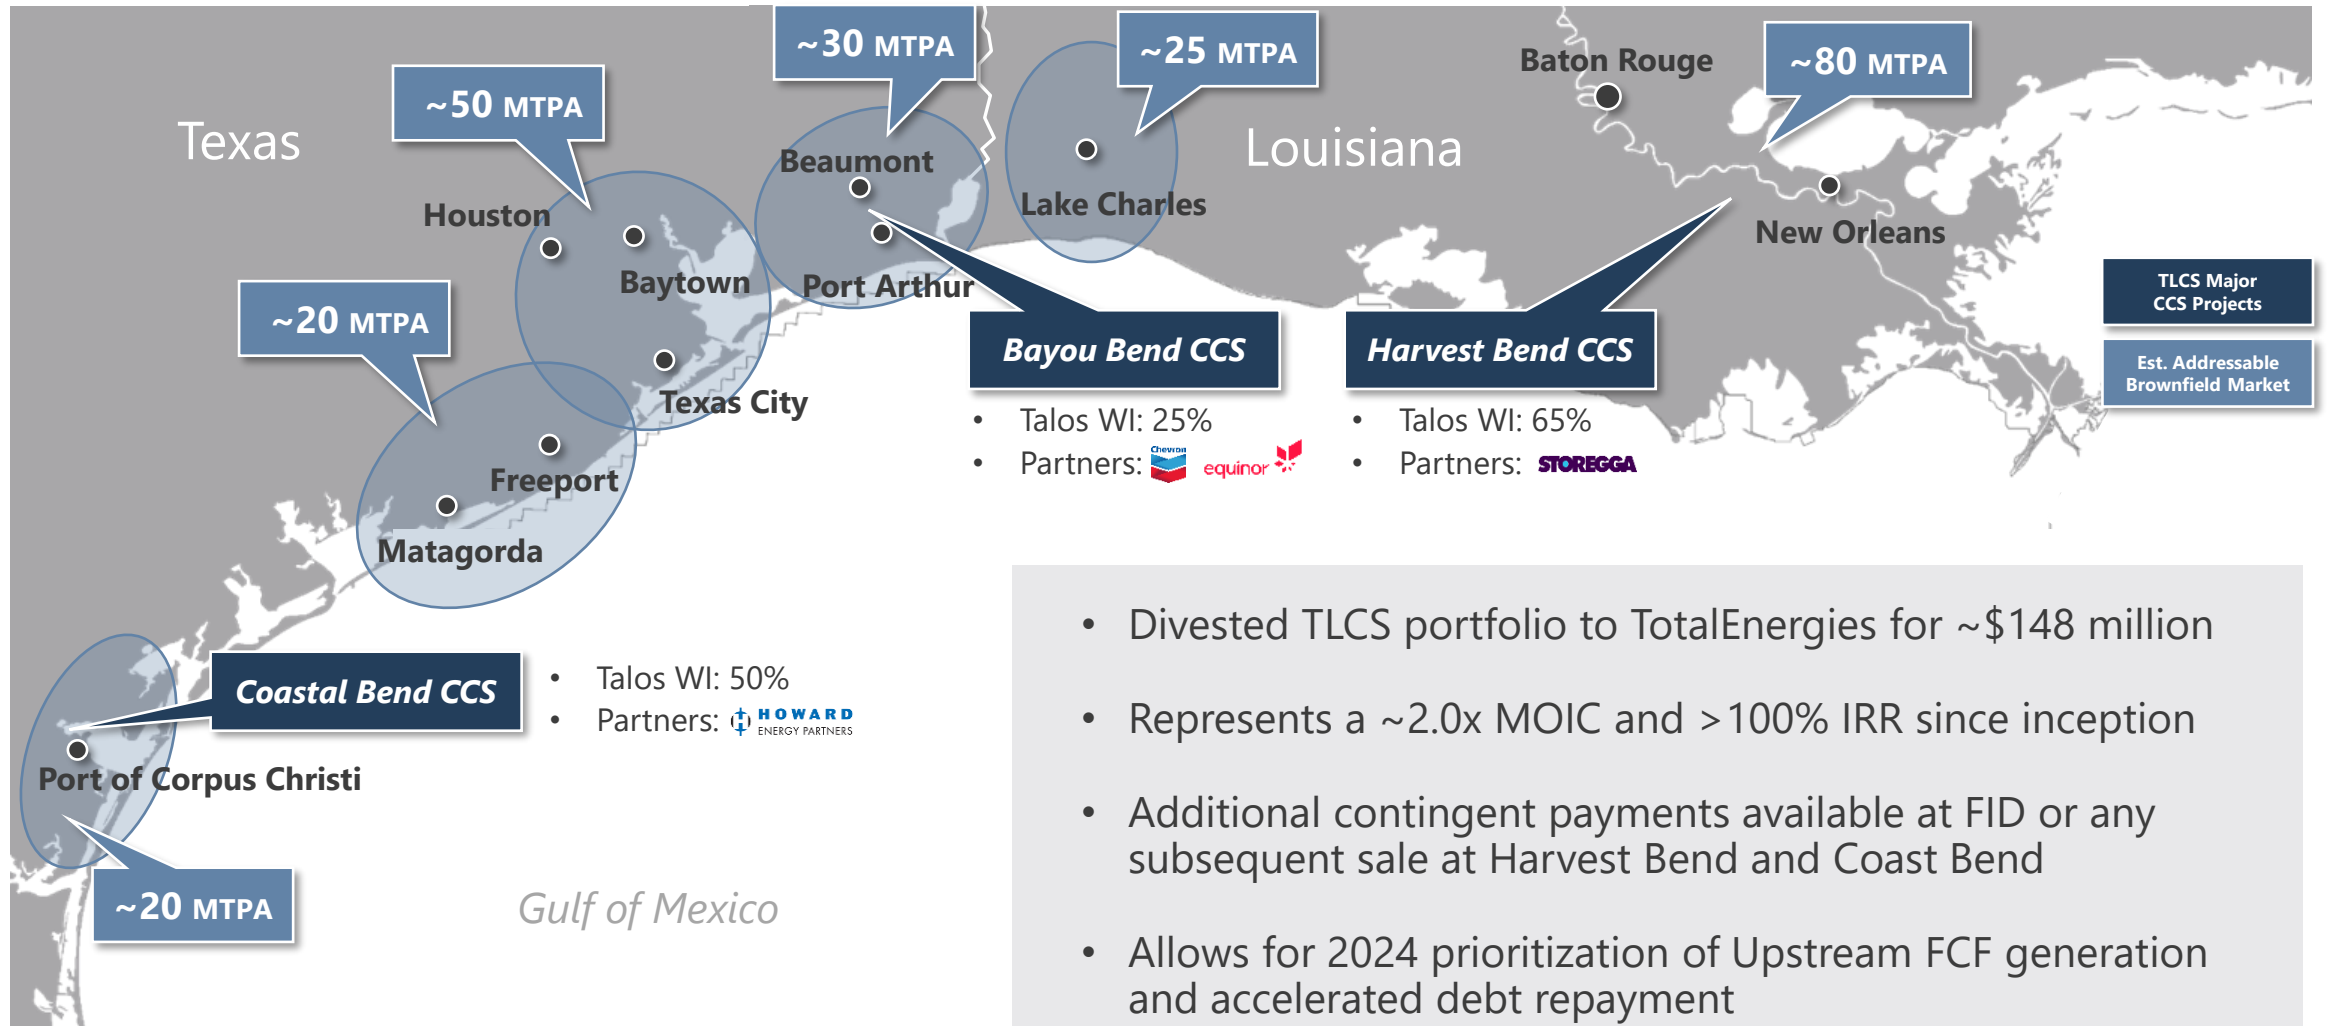 ~30 MTPA
~25 MTPA
Baton Rouge
~80 MTPA
~50 MTPA
Texas
Louisiana
Beaumont
Houston
Lake Charles
New Orleans
Baytown
Port Arthur
~20 MTPA
TLCS Major
CCS Projects
Est. Addressable
Brownfield Market
Bayou Bend CCS
• Talos WI: 25%
• Partners: Chevron equinor
Harvest Bend CCS
• Talos WI: 65%
• Partners: STOREGGA
Texas City
Freeport
Matagorda
Coastal Bend CCS
• Talos WI: 50%
• Partners: HOWARD
ENERGY PARTNERS
Port of Corpus Christi
~20 MTPA
Gulf of Mexico
• Divested TLCS portfolio to TotalEnergies for ~$148 million
• Represents a ~2.0x MOIC and >100% IRR since inception
• Additional contingent payments available at FID or any
subsequent sale at Harvest Bend and Coast Bend
• Allows for 2024 prioritization of Upstream FCF generation
and accelerated debt repayment